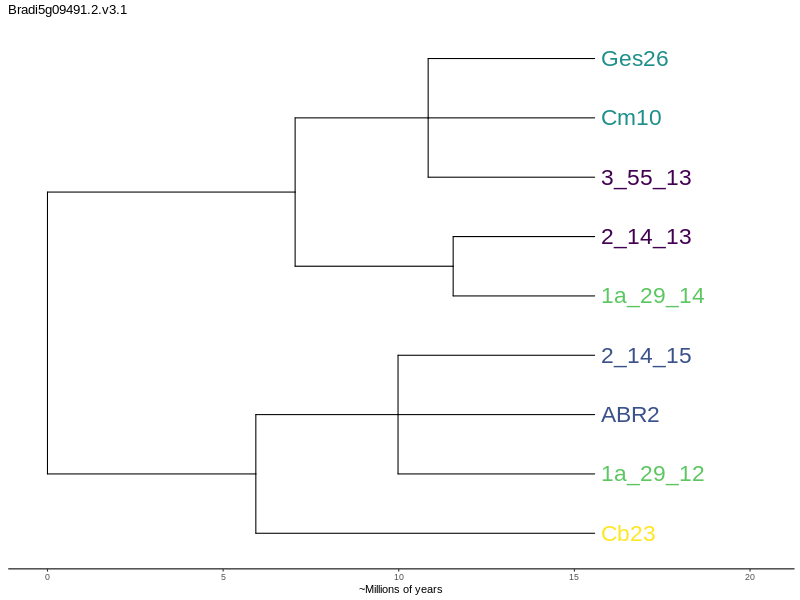 Bradi5g09491.2.v3.1
Ges26
Cm10
3_55_13
2_14_13
1a_29_14
2_14_15
ABR2
1a_29_12
Cb23
0 5 10 15 20
~Millions of years